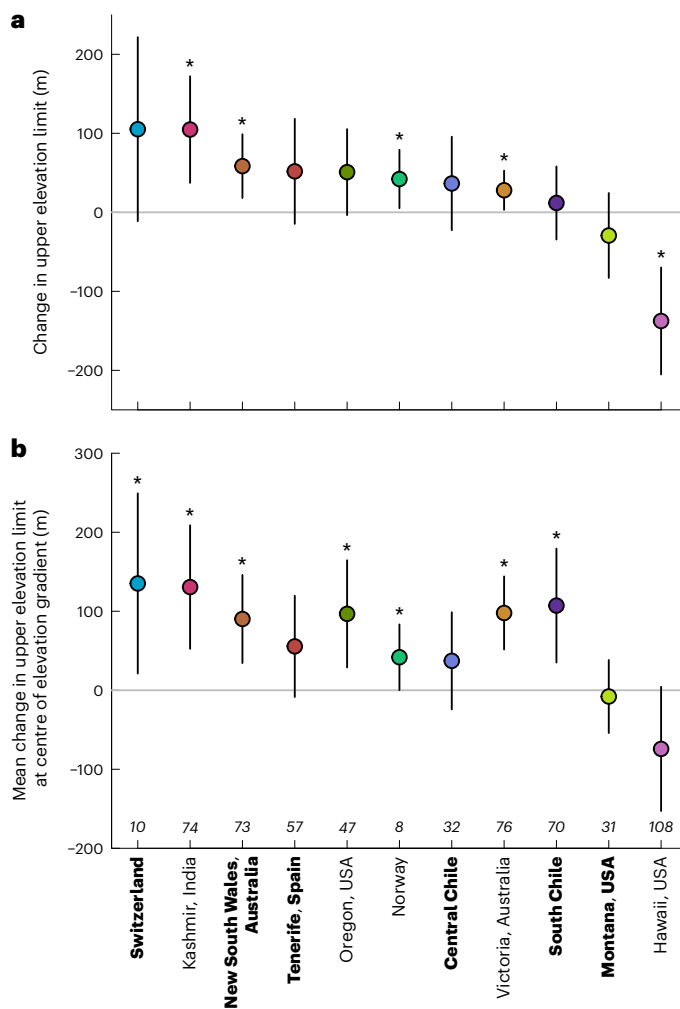 a
Change in upper elevation limit (m)
200
100
0
–100
–200
*
*
*
*
*
b
Mean change in upper elevation limit
at centre of elevation gradient (m)
300
200
100
0
–100
–200
*
*
*
*
*
*
*
10 74 73 57 47 8 32 76 70 31 108
Switzerland
Kashmir, India
New South Wales,
Australia
Tenerife, Spain
Oregon, USA
Norway
Central Chile
Victoria, Australia
South Chile
Montana, USA
Hawaii, USA